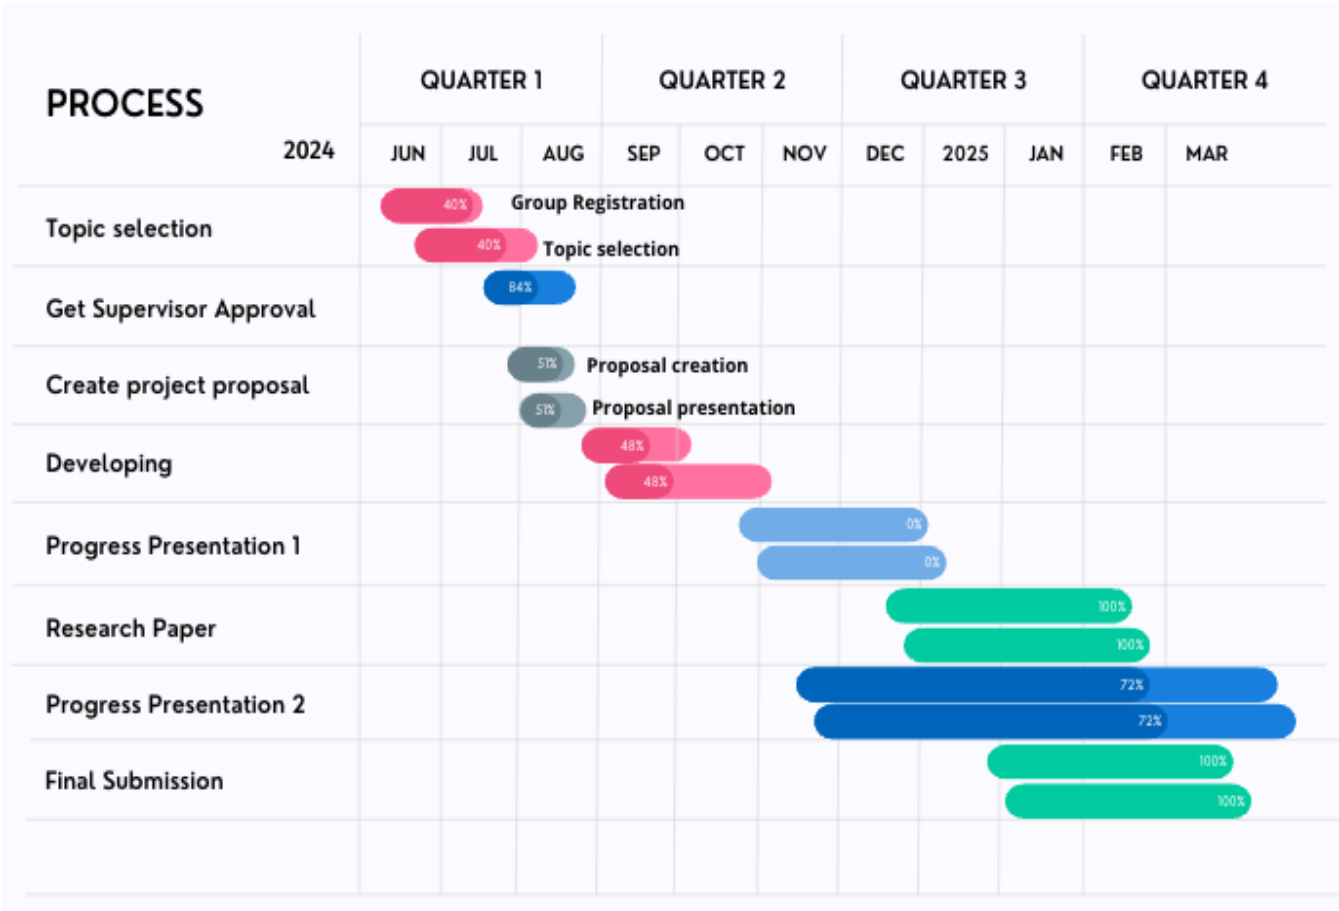 QUARTER 1 QUARTER 2 QUARTER 3 QUARTER 4
PROCESS
2024 JUN JUL AUG SEP OCT NOV DEC 2025 JAN FEB MAR
40% Group Registration
Topic selection
40% Topic selection
84%
Get Supervisor Approval
51% Proposal creation
Create project proposal
51% Proposal presentation
48%
Developing
48%
0%
Progress Presentation 1
0%
100%
Research Paper
100%
72%
Progress Presentation 2
72%
100%
Final Submission
100%